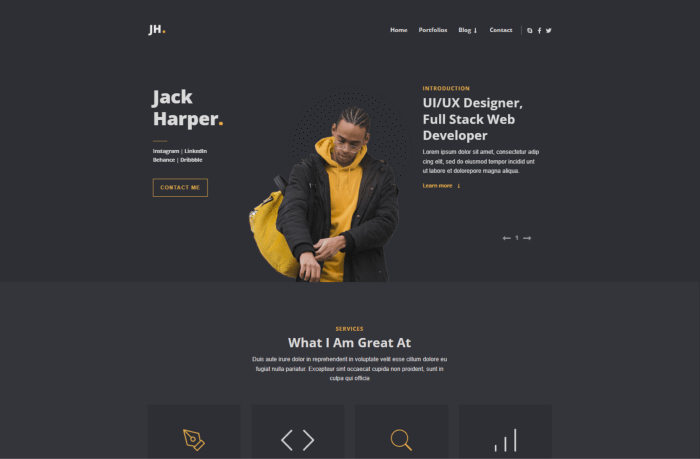 JH.
Home Portfolios Blog ↓ Contact
Jack
Harper.
Instagram | LinkedIn
Behance | Dribbble
CONTACT ME
INTRODUCTION
UI/UX Designer,
Full Stack Web
Developer
Lorem ipsum dolor sit amet, consectetur adip
cing elit, sed do eiusmod tempor incidid unt
ut labore et dolorepore magna aliqua.
Learn more ↓
← 1 →
SERVICES
What I Am Great At
Duis aute irure dolor in reprehenderit in voluptate velit esse cillum dolore eu
fugiat nulla pariatur. Excepteur sint occaecat cupida non proident, sunt in
culpa qui officia